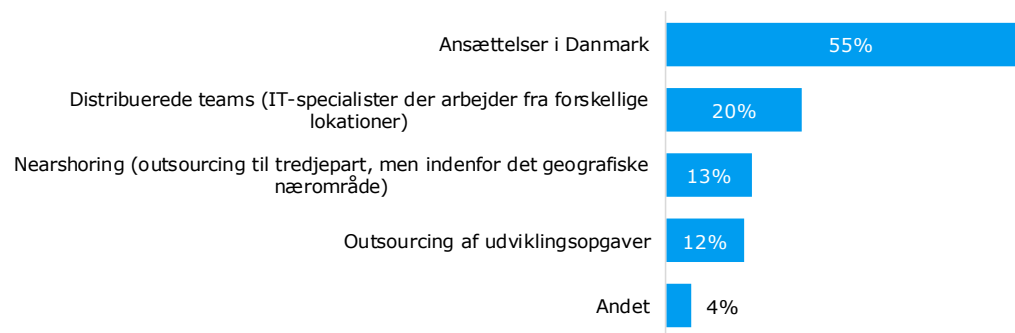 Ansættelser i Danmark
55%
Distribuerede teams (IT-specialister der arbejder fra forskellige
lokationer)
20%
Nearshoring (outsourcing til tredjepart, men indenfor det geografiske
nærområde)
13%
Outsourcing af udviklingsopgaver
12%
Andet
4%